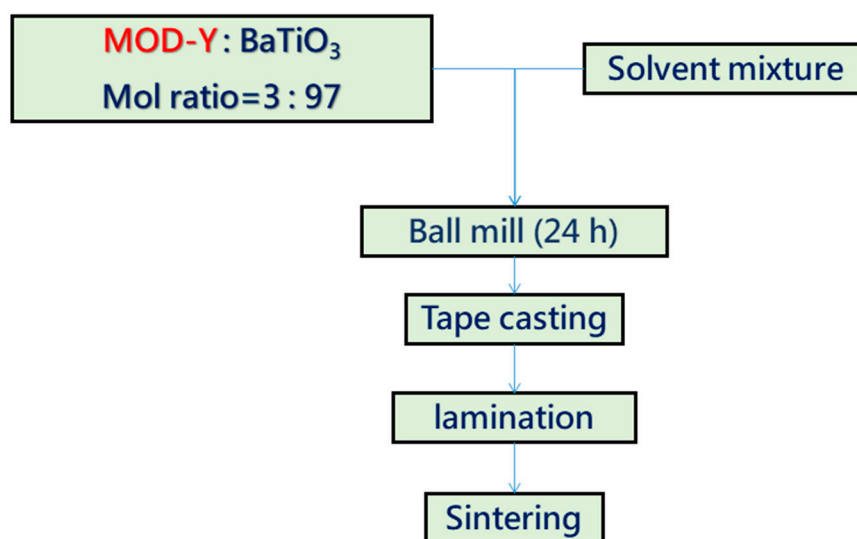 MOD-Y: BaTiO₃
Mol ratio=3 : 97
Solvent mixture
Ball mill (24 h)
Tape casting
lamination
Sintering